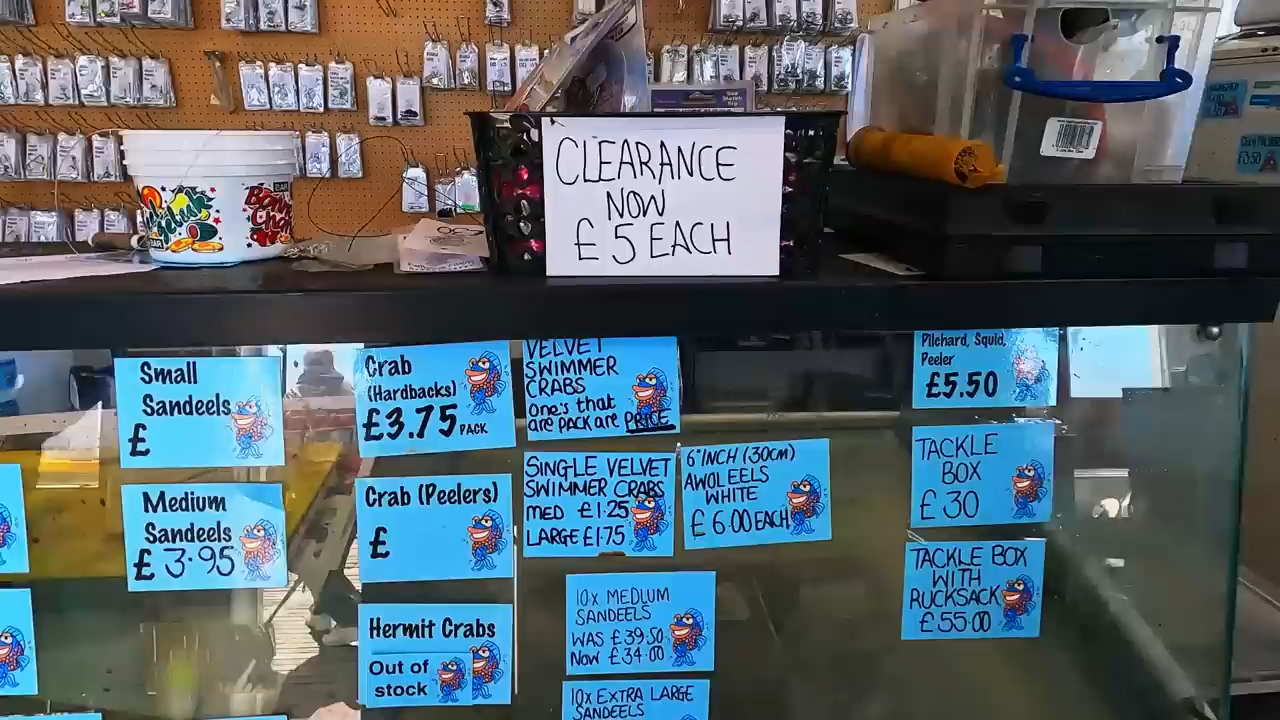 CLEARANCE
NOW
£5 EACH
Small
Sandeels
£
Medium
Sandeels
£3.95
Crab
(Hardbacks)
£3.75 PACK
Crab (Peelers)
£
Hermit Crabs
Out of
stock
VELVET
SWIMMER
CRABS
one's that
are PACK are PRICE
SINGLE VELVET
SWIMMER CRABS
MED £1.25
LARGE £1.75
6"INCH (30CM)
AWOL EELS
WHITE
£6.00 EACH
10x MEDIUM
SANDEELS
WAS £39.50
NOW £34.00
10x EXTRA LARGE
SANDEELS
Pilchard, Squid,
Peeler
£5.50
TACKLE
BOX
£30
TACKLE BOX
WITH
RUCKSACK
£55.00